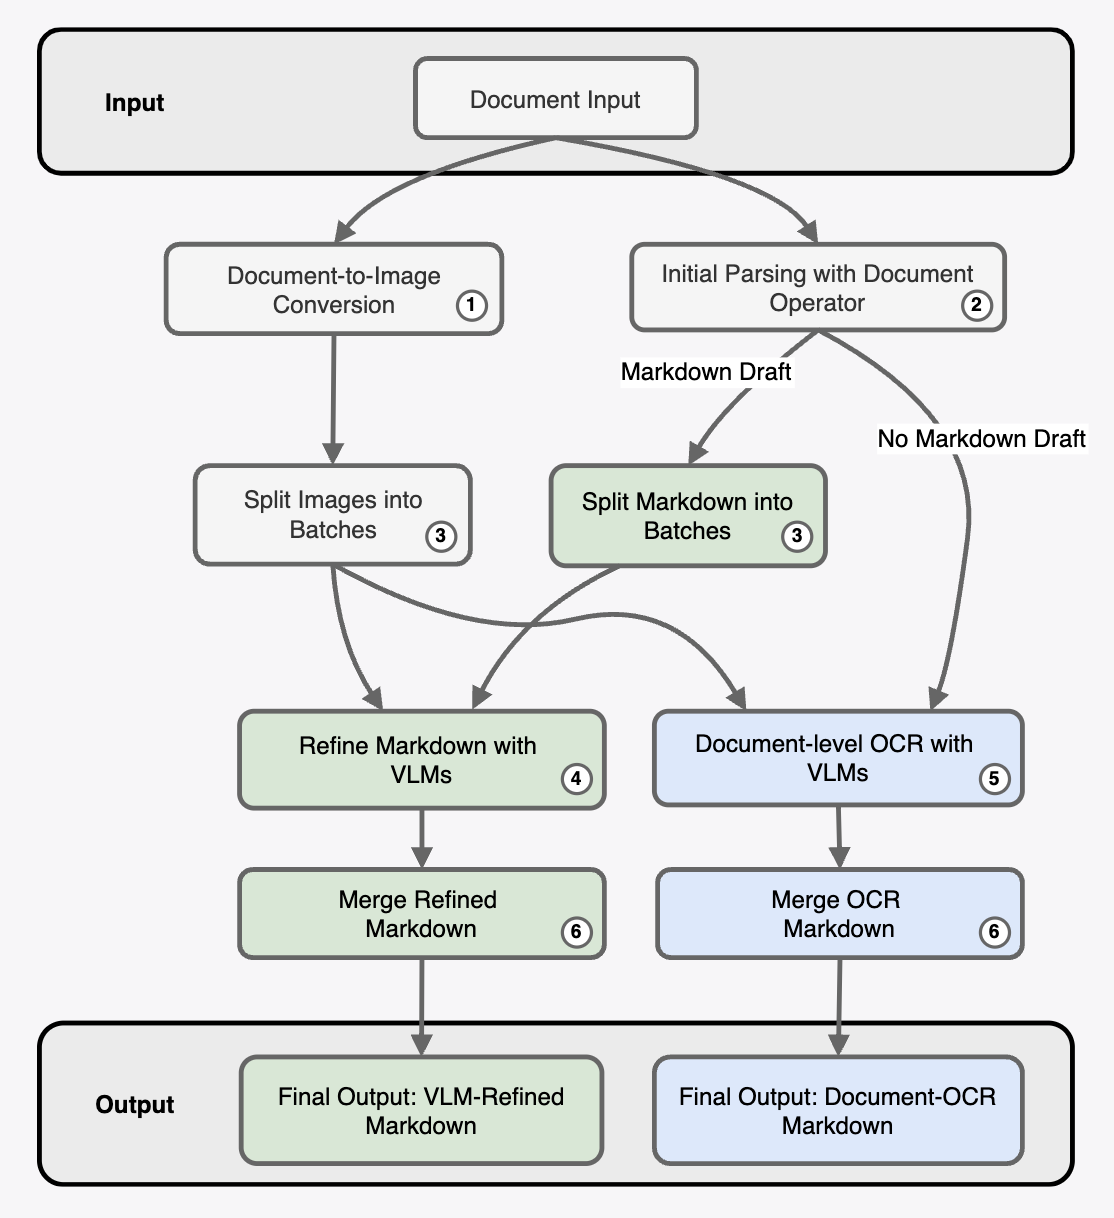 Input
Document Input
Document-to-Image
Conversion
1
Initial Parsing with Document
Operator
2
Markdown Draft
No Markdown Draft
Split Images into
Batches
3
Split Markdown into
Batches
3
Refine Markdown with
VLMs
4
Document-level OCR with
VLMs
5
Merge Refined
Markdown
6
Merge OCR
Markdown
6
Output
Final Output: VLM-Refined
Markdown
Final Output: Document-OCR
Markdown